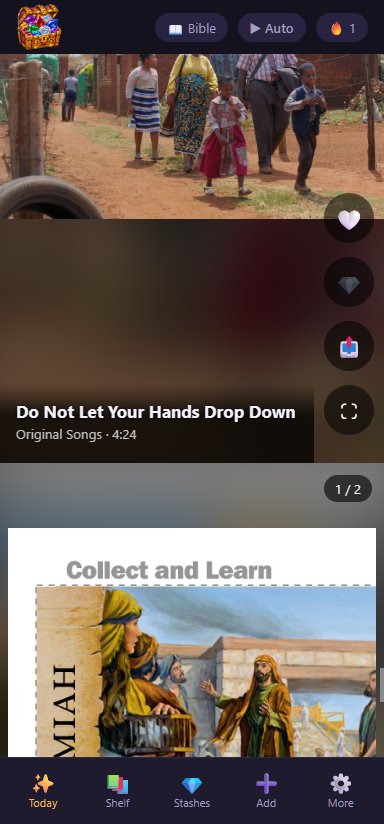 Bible
Auto
1
Do Not Let Your Hands Drop Down
Original Songs · 4:24
1 / 2
Collect and Learn
MIAH
Today
Shelf
Stashes
Add
More